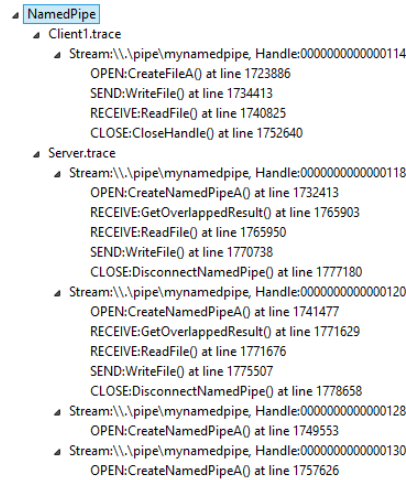 NamedPipe
Client1.trace
Stream:\\.\pipe\mynamedpipe, Handle:0000000000000114
OPEN:CreateFileA() at line 1723886
SEND:WriteFile() at line 1734413
RECEIVE:ReadFile() at line 1740825
CLOSE:CloseHandle() at line 1752640
Server.trace
Stream:\\.\pipe\mynamedpipe, Handle:0000000000000118
OPEN:CreateNamedPipeA() at line 1732413
RECEIVE:GetOverlappedResult() at line 1765903
RECEIVE:ReadFile() at line 1765950
SEND:WriteFile() at line 1770738
CLOSE:DisconnectNamedPipe() at line 1777180
Stream:\\.\pipe\mynamedpipe, Handle:0000000000000120
OPEN:CreateNamedPipeA() at line 1741477
RECEIVE:GetOverlappedResult() at line 1771629
RECEIVE:ReadFile() at line 1771676
SEND:WriteFile() at line 1775507
CLOSE:DisconnectNamedPipe() at line 1778658
Stream:\\.\pipe\mynamedpipe, Handle:0000000000000128
OPEN:CreateNamedPipeA() at line 1749553
Stream:\\.\pipe\mynamedpipe, Handle:0000000000000130
OPEN:CreateNamedPipeA() at line 1757626